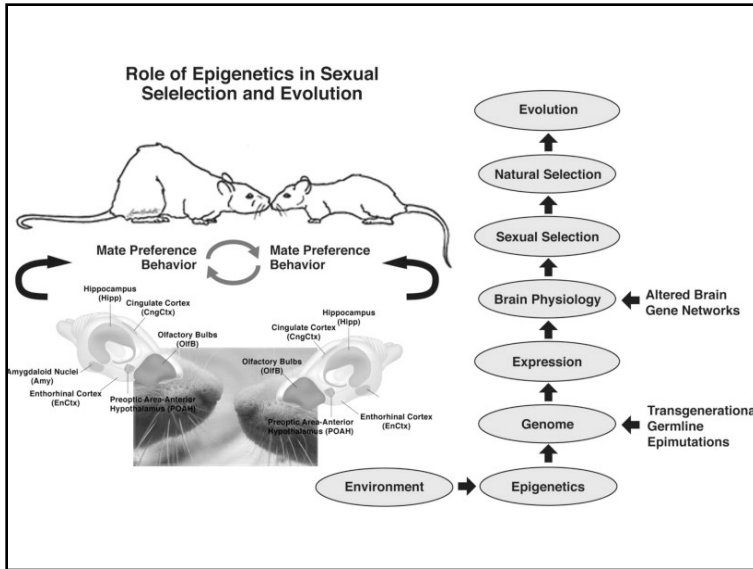 Role of Epigenetics in Sexual
Selelection and Evolution
Mate Preference
Behavior
Mate Preference
Behavior
Hippocampus
(Hipp)
Cingulate Cortex
(CngCtx)
Olfactory Bulbs
(OlfB)
Amygdaloid Nuclei
(Amy)
Enthorhinal Cortex
(EnCtx)
Preoptic Area-Anterior
Hypothalamus (POAH)
Hippocampus
(Hipp)
Cingulate Cortex
(CngCtx)
Olfactory Bulbs
(OlfB)
Preoptic Area-Anterior
Hypothalamus (POAH)
Enthorhinal Cortex
(EnCtx)
Evolution
Natural Selection
Sexual Selection
Brain Physiology
Altered Brain
Gene Networks
Expression
Genome
Transgenerational
Germline
Epimutations
Environment
Epigenetics